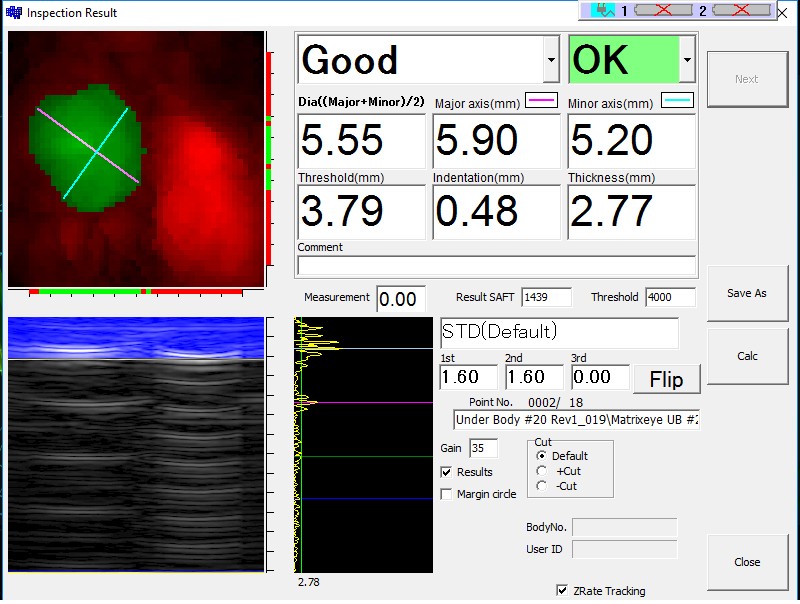 Inspection Result
1 2
Good OK
Next
Dia((Major+Minor)/2) Major axis(mm) Minor axis(mm)
5.55 5.90 5.20
Threshold(mm) Indentation(mm) Thickness(mm)
3.79 0.48 2.77
Comment
Measurement 0.00 Result SAFT 1439 Threshold 4000
Save As
STD(Default)
1st 2nd 3rd
1.60 1.60 0.00 Flip
Calc
Point No. 0002/ 18
Under Body #20 Rev1_019\Matrixeye UB #2
Gain 35
Cut
Default
+Cut
-Cut
Results
Margin circle
BodyNo.
User ID
Close
2.78
ZRate Tracking